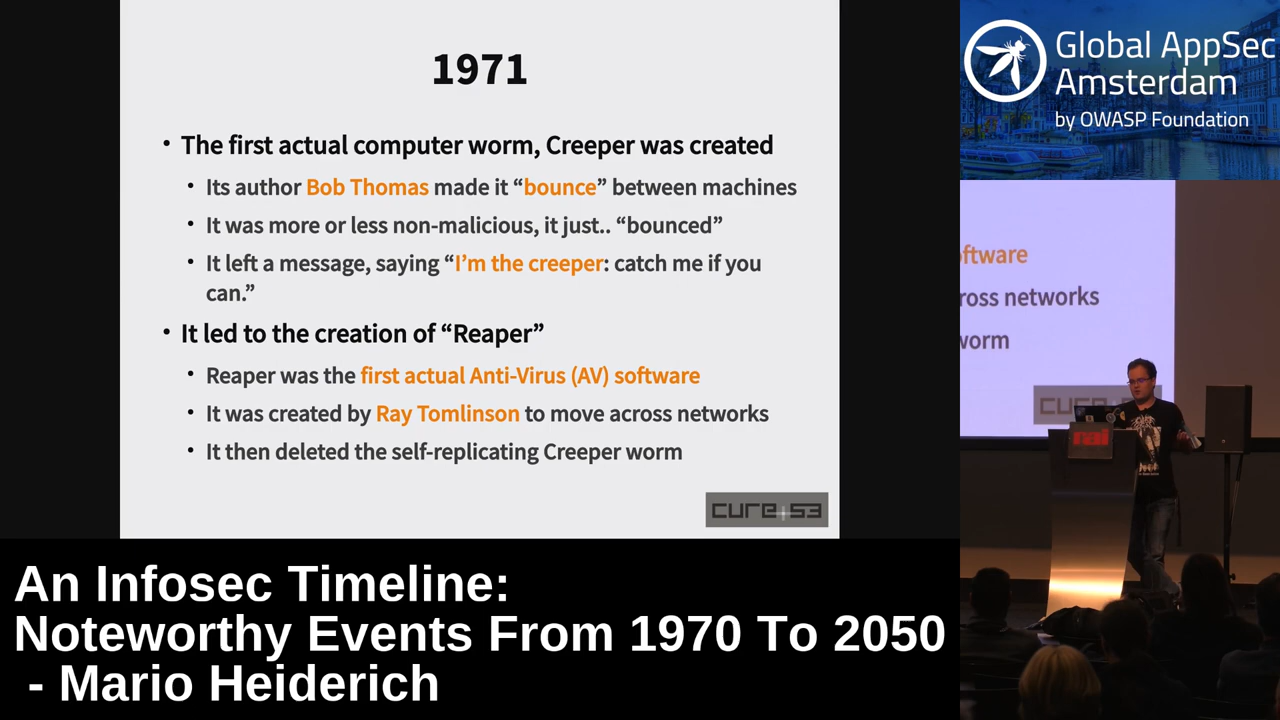 1971
• The first actual computer worm, Creeper was created
• Its author Bob Thomas made it “bounce” between machines
• It was more or less non-malicious, it just.. “bounced”
• It left a message, saying “I’m the creeper: catch me if you
can.”
• It led to the creation of “Reaper”
• Reaper was the first actual Anti-Virus (AV) software
• It was created by Ray Tomlinson to move across networks
• It then deleted the self-replicating Creeper worm
cure+53
An Infosec Timeline:
Noteworthy Events From 1970 To 2050
- Mario Heiderich
Global AppSec
Amsterdam
by OWASP Foundation
ftware
ross networks
worm
rai